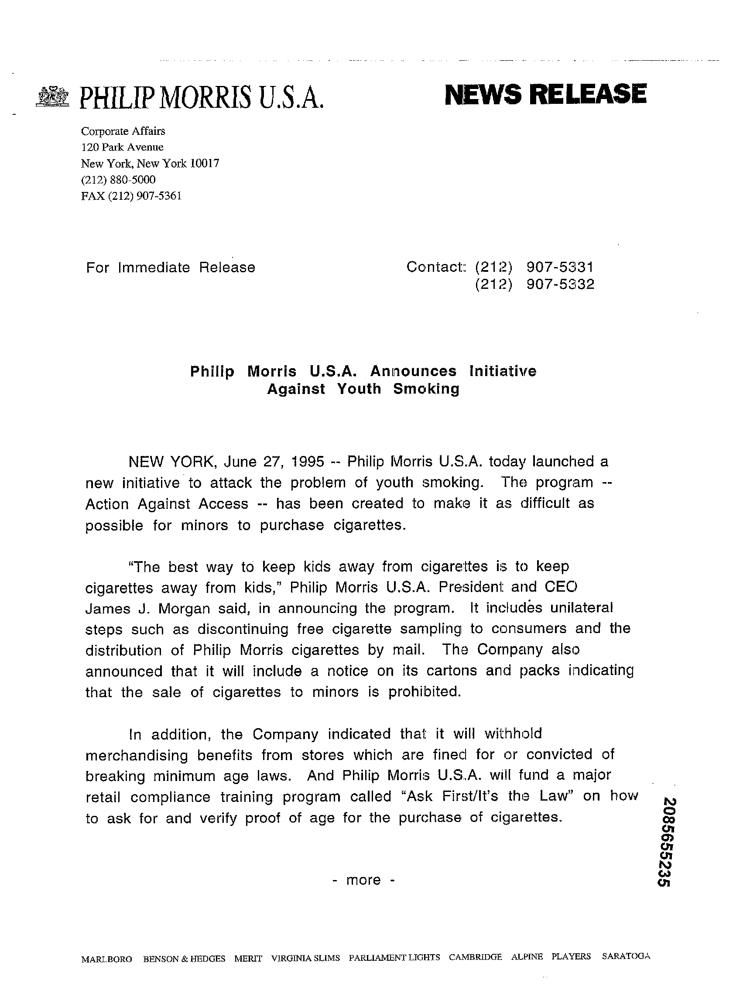 PHILIP MORRIS U.S.A.
NEWS RELEASE
Corporate Affairs
120 Park Avenue
New York, New York 10017
(212) 880-5000
FAX (212) 907-5361
For Immediate Release
Contact: (212) 907-5331
(212) 907-5332
Philip Morris U.S.A. Announces Initiative
Against Youth Smoking
NEW YORK, June 27, 1995 -- Philip Morris U.S.A. today launched a
new initiative to attack the problem of youth smoking. The program --
Action Against Access -- has been created to make it as difficult as
possible for minors to purchase cigarettes.
“The best way to keep kids away from cigarettes is to keep
cigarettes away from kids,” Philip Morris U.S.A. President and CEO
James J. Morgan said, in announcing the program. It includes unilateral
steps such as discontinuing free cigarette sampling to consumers and the
distribution of Philip Morris cigarettes by mail. The Company also
announced that it will include a notice on its cartons and packs indicating
that the sale of cigarettes to minors is prohibited.
In addition, the Company indicated that it will withhold
merchandising benefits from stores which are fined for or convicted of
breaking minimum age laws. And Philip Morris U.S.A. will fund a major
retail compliance training program called “Ask First/It's the Law” on how
to ask for and verify proof of age for the purchase of cigarettes.
2085655235
- more -
MARLBORO BENSON & HEDGES MERIT VIRGINIA SLIMS PARLIAMENT LIGHTS CAMBRIDGE ALPINE PLAYERS SARATOGA